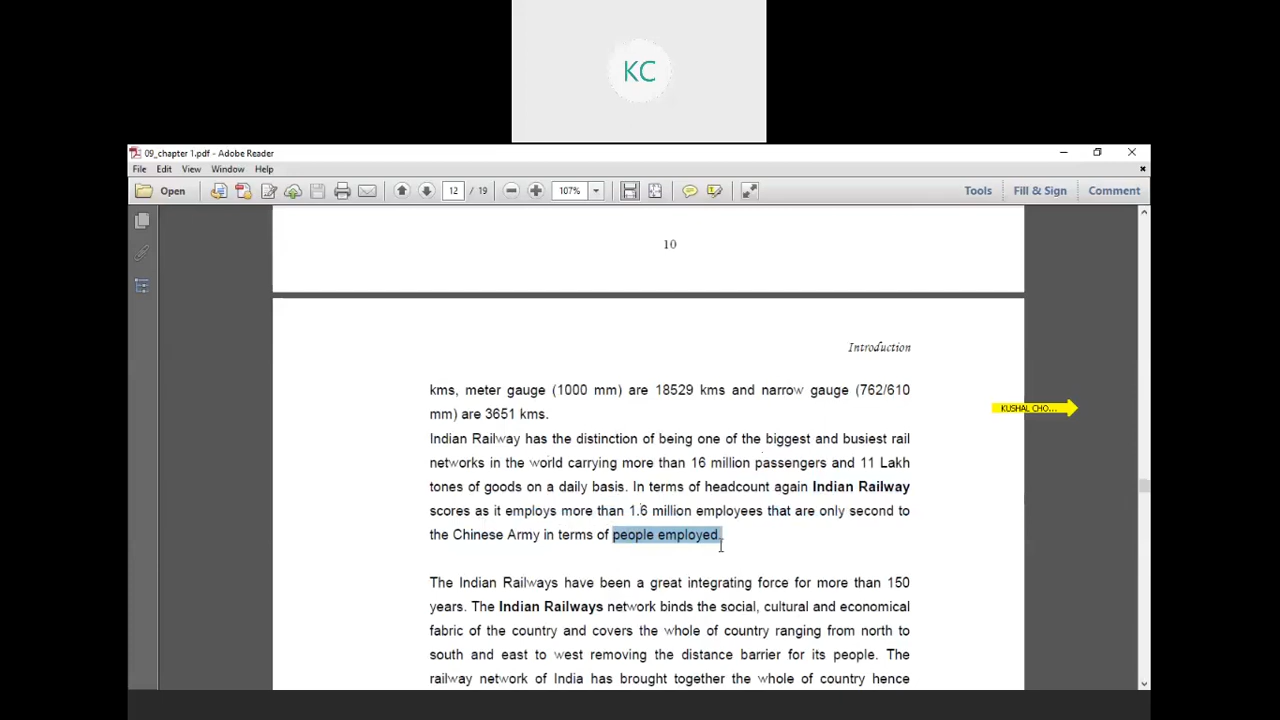 KC
09_chapter 1.pdf - Adobe Reader
File Edit View Window Help
Open 12 / 19 107% Tools Fill & Sign Comment
10
Introduction
kms, meter gauge (1000 mm) are 18529 kms and narrow gauge (762/610
mm) are 3651 kms.
KUSHAL CHO...
Indian Railway has the distinction of being one of the biggest and busiest rail
networks in the world carrying more than 16 million passengers and 11 Lakh
tones of goods on a daily basis. In terms of headcount again Indian Railway
scores as it employs more than 1.6 million employees that are only second to
the Chinese Army in terms of people employed.
The Indian Railways have been a great integrating force for more than 150
years. The Indian Railways network binds the social, cultural and economical
fabric of the country and covers the whole of country ranging from north to
south and east to west removing the distance barrier for its people. The
railway network of India has brought together the whole of country hence